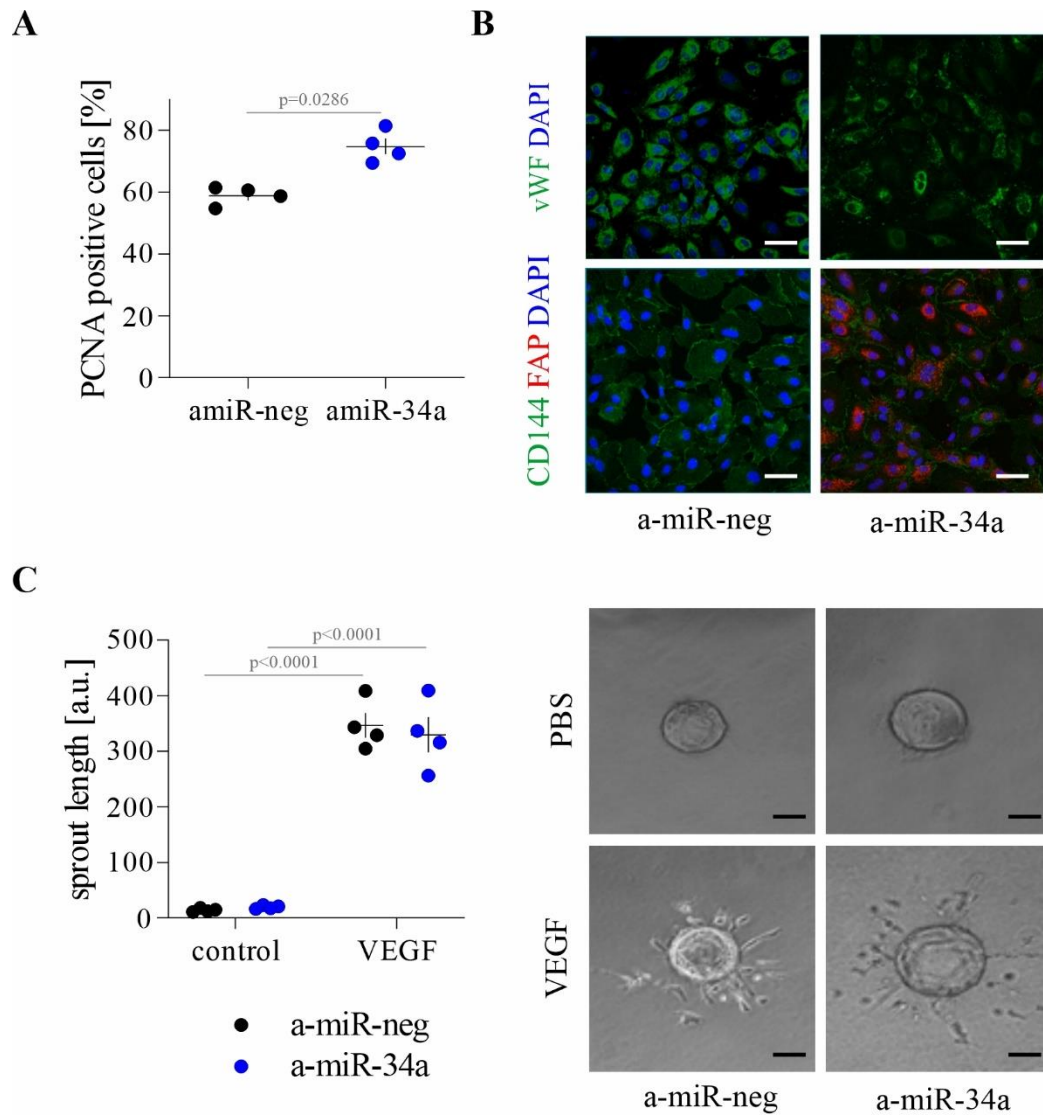 A
PCNA positive cells [%]
80
60
40
20
0
p=0.0286
amiR-neg amiR-34a
B
vWF DAPI
CD144 FAP DAPI
a-miR-neg a-miR-34a
C
sprout length [a.u.]
500
400
300
200
100
0
p<0.0001
p<0.0001
control VEGF
a-miR-neg
a-miR-34a
PBS
VEGF
a-miR-neg a-miR-34a